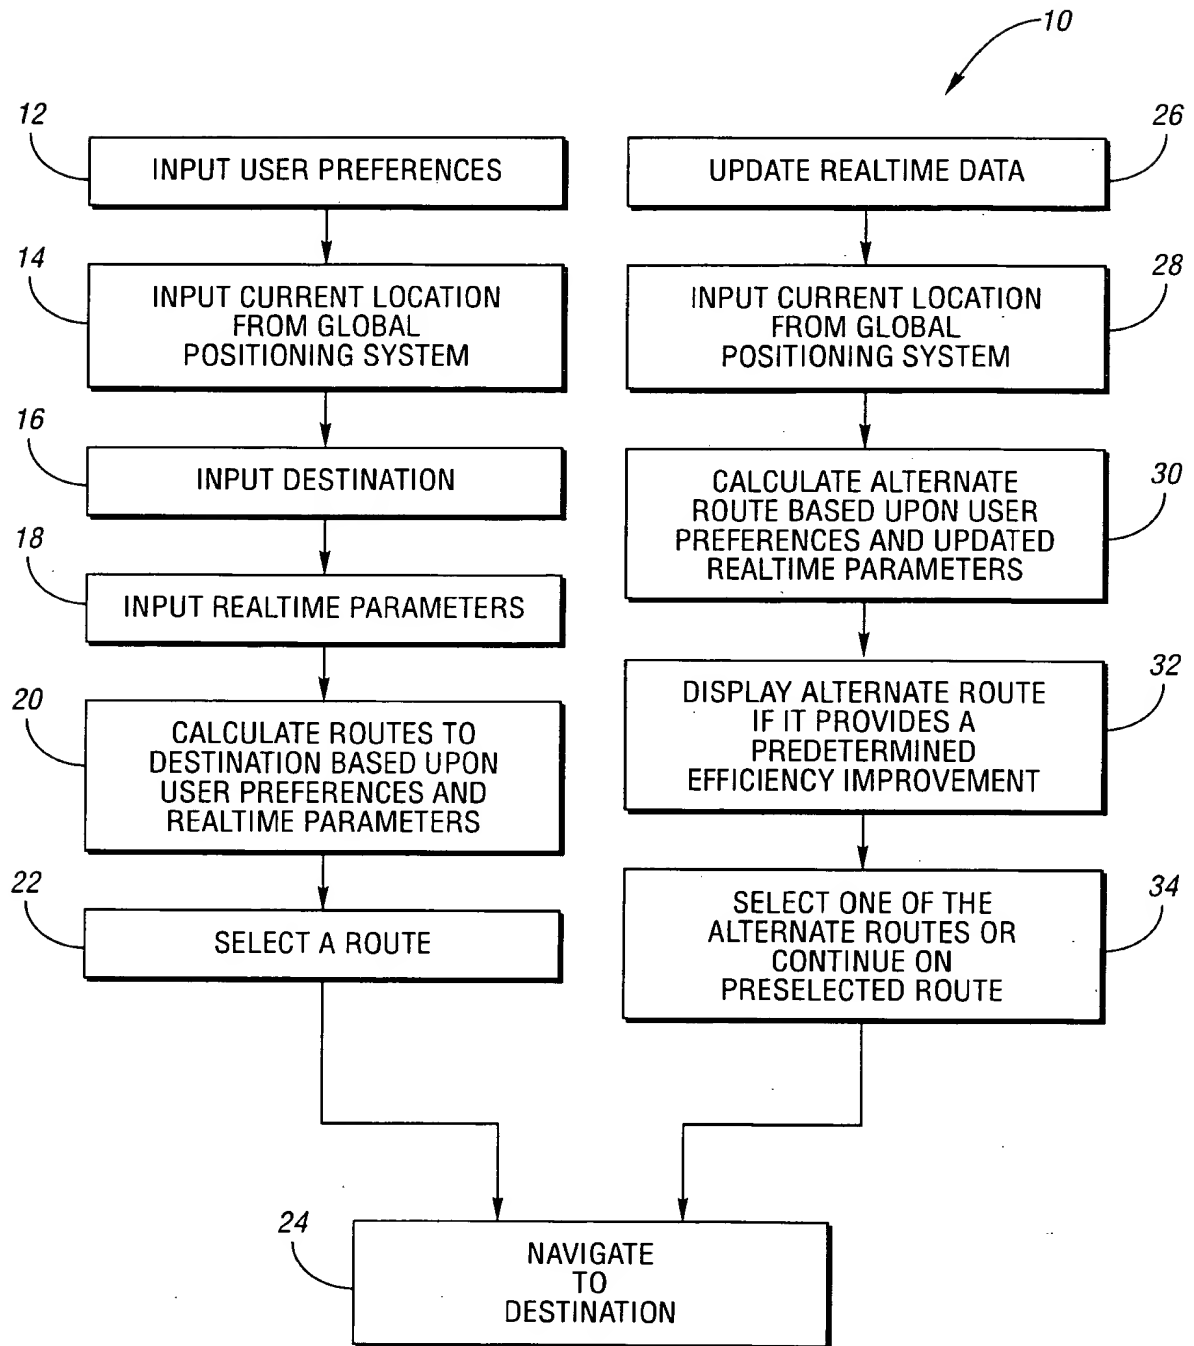 10
12
INPUT USER PREFERENCES
14
INPUT CURRENT LOCATION
FROM GLOBAL
POSITIONING SYSTEM
16
INPUT DESTINATION
18
INPUT REALTIME PARAMETERS
20
CALCULATE ROUTES TO
DESTINATION BASED UPON
USER PREFERENCES AND
REALTIME PARAMETERS
22
SELECT A ROUTE
26
UPDATE REALTIME DATA
28
INPUT CURRENT LOCATION
FROM GLOBAL
POSITIONING SYSTEM
30
CALCULATE ALTERNATE
ROUTE BASED UPON USER
PREFERENCES AND UPDATED
REALTIME PARAMETERS
32
DISPLAY ALTERNATE ROUTE
IF IT PROVIDES A
PREDETERMINED
EFFICIENCY IMPROVEMENT
34
SELECT ONE OF THE
ALTERNATE ROUTES OR
CONTINUE ON
PRESELECTED ROUTE
24
NAVIGATE
TO
DESTINATION